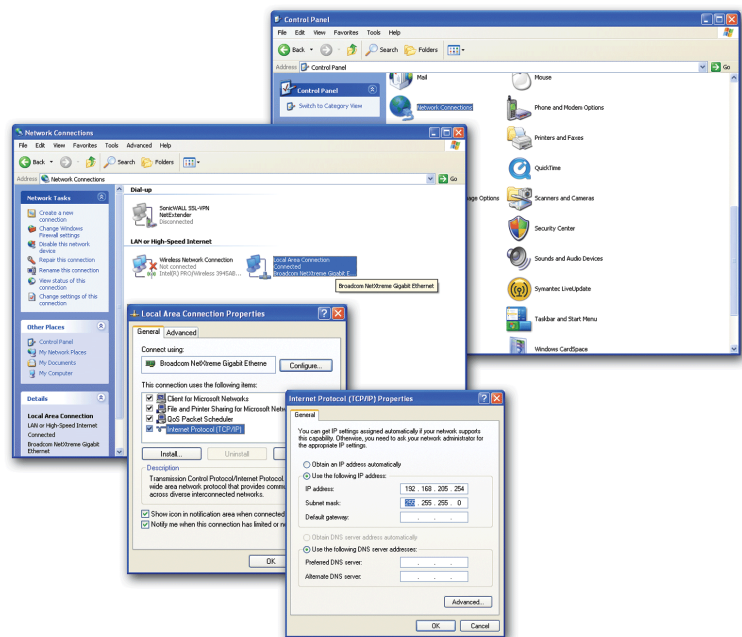 Control Panel
File Edit View Favorites Tools Help
Back Search Folders
Address Control Panel Go
Control Panel
Switch to Category View
Mail
Mouse
Network Connections
Phone and Modem Options
Printers and Faxes
QuickTime
age Options
Scanners and Cameras
Security Center
Sounds and Audio Devices
Symantec LiveUpdate
Taskbar and Start Menu
Windows CardSpace
Network Connections
File Edit View Favorites Tools Advanced Help
Back Search Folders
Address Network Connections Go
Network Tasks
Create a new
connection
Change Windows
Firewall settings
Disable this network
device
Repair this connection
Rename this connection
View status of this
connection
Change settings of this
connection
Other Places
Control Panel
My Network Places
My Documents
My Computer
Details
Local Area Connection
LAN or High-Speed Internet
Connected
Broadcom NetXtreme Gigabit
Ethernet
Dial-up
SonicWALL SSL-VPN
NetExtender
Disconnected
LAN or High-Speed Internet
Wireless Network Connection
Not connected
Intel(R) PRO/Wireless 3945AB...
Local Area Connection
Connected
Broadcom NetXtreme Gigabit E...
Broadcom NetXtreme Gigabit Ethernet
Local Area Connection Properties
General Advanced
Connect using:
Broadcom NetXtreme Gigabit Etherne
Configure...
This connection uses the following items:
Client for Microsoft Networks
File and Printer Sharing for Microsoft Netw
QoS Packet Scheduler
Internet Protocol (TCP/IP)
Install... Uninstall
Description
Transmission Control Protocol/Internet Protocol.
wide area network protocol that provides commu
across diverse interconnected networks.
Show icon in notification area when connected
Notify me when this connection has limited or n
OK
Internet Protocol (TCP/IP) Properties
General
You can get IP settings assigned automatically if your network supports
this capability. Otherwise, you need to ask your network administrator for
the appropriate IP settings.
Obtain an IP address automatically
Use the following IP address:
IP address: 192 . 168 . 205 . 254
Subnet mask: 255 . 255 . 255 . 0
Default gateway: . . .
Obtain DNS server address automatically
Use the following DNS server addresses:
Preferred DNS server: . . .
Alternate DNS server: . . .
Advanced...
OK Cancel